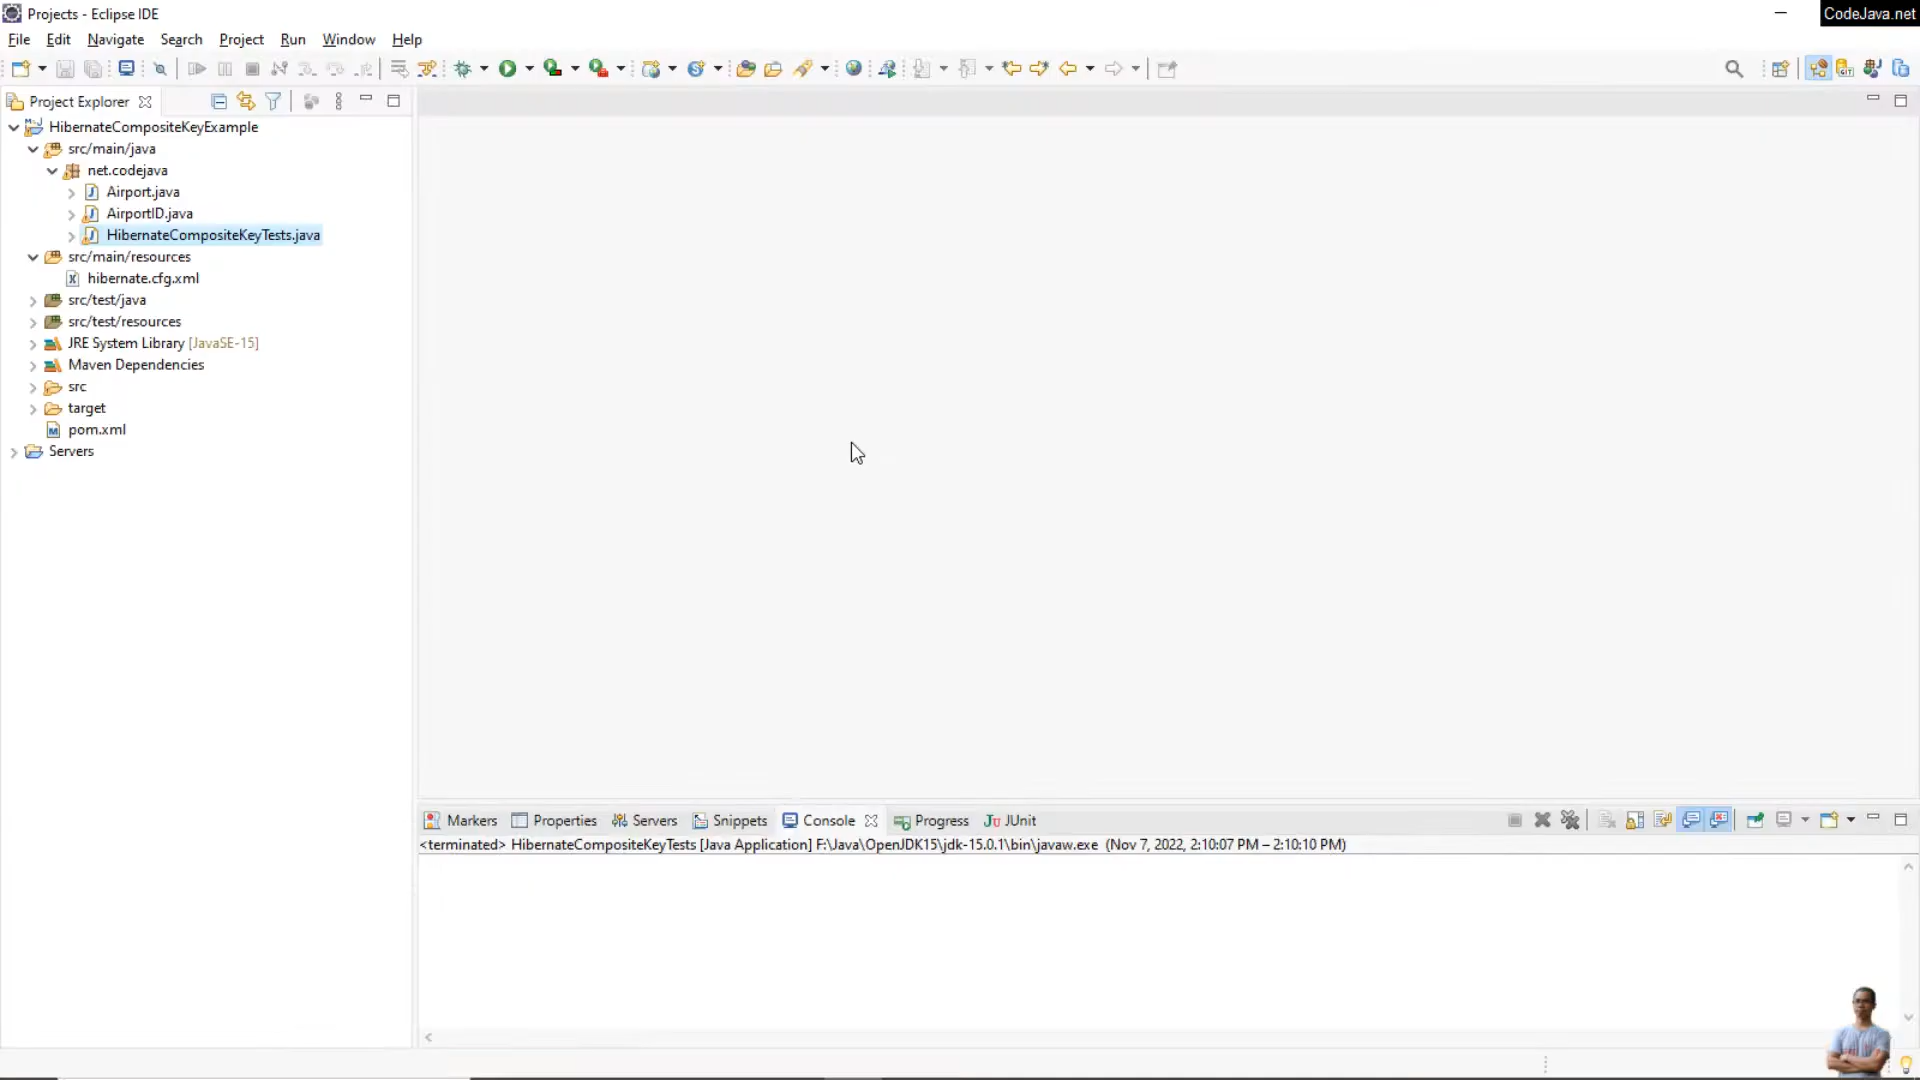 Projects - Eclipse IDE
CodeJava.net
File Edit Navigate Search Project Run Window Help
Project Explorer
HibernateCompositeKeyExample
src/main/java
net.codejava
Airport.java
AirportID.java
HibernateCompositeKeyTests.java
src/main/resources
hibernate.cfg.xml
src/test/java
src/test/resources
JRE System Library [JavaSE-15]
Maven Dependencies
src
target
pom.xml
Servers
Markers Properties Servers Snippets Console Progress JUnit
<terminated> HibernateCompositeKeyTests [Java Application] F:\Java\OpenJDK15\jdk-15.0.1\bin\javaw.exe (Nov 7, 2022, 2:10:07 PM – 2:10:10 PM)